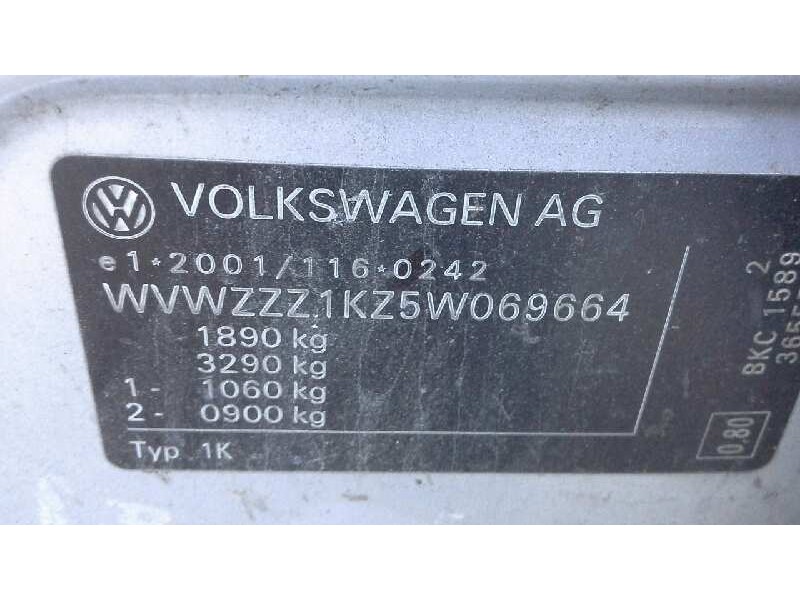 VOLKSWAGEN AG
e1*2001/116*0242
WVWZZZ1KZ5W069664
1890 kg
3290 kg
1- 1060 kg
2- 0900 kg
Typ 1K
2
BKC 1589
0.80